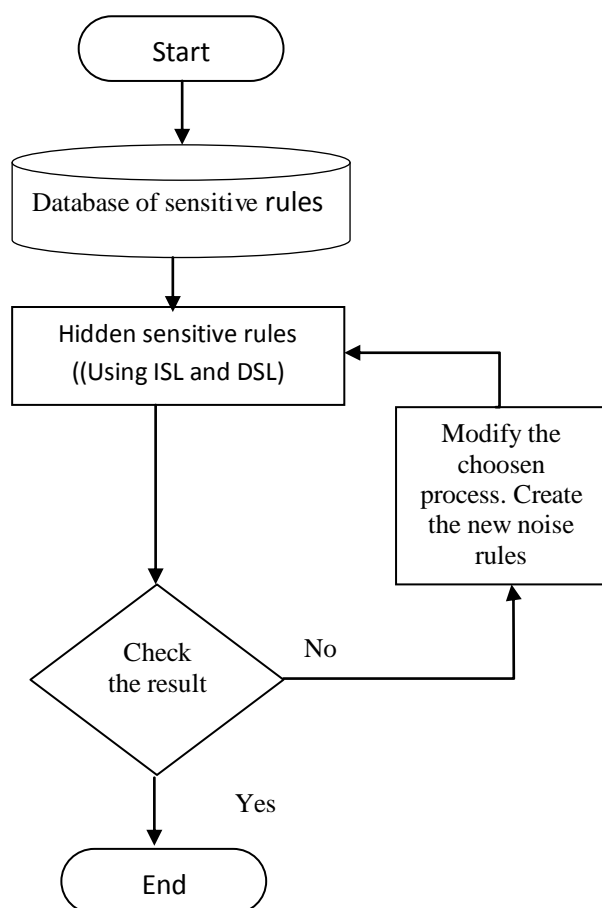 Start
Database of sensitive rules
Hidden sensitive rules
((Using ISL and DSL)
Modify the
choosen
process. Create
the new noise
rules
Check
the result
No
Yes
End